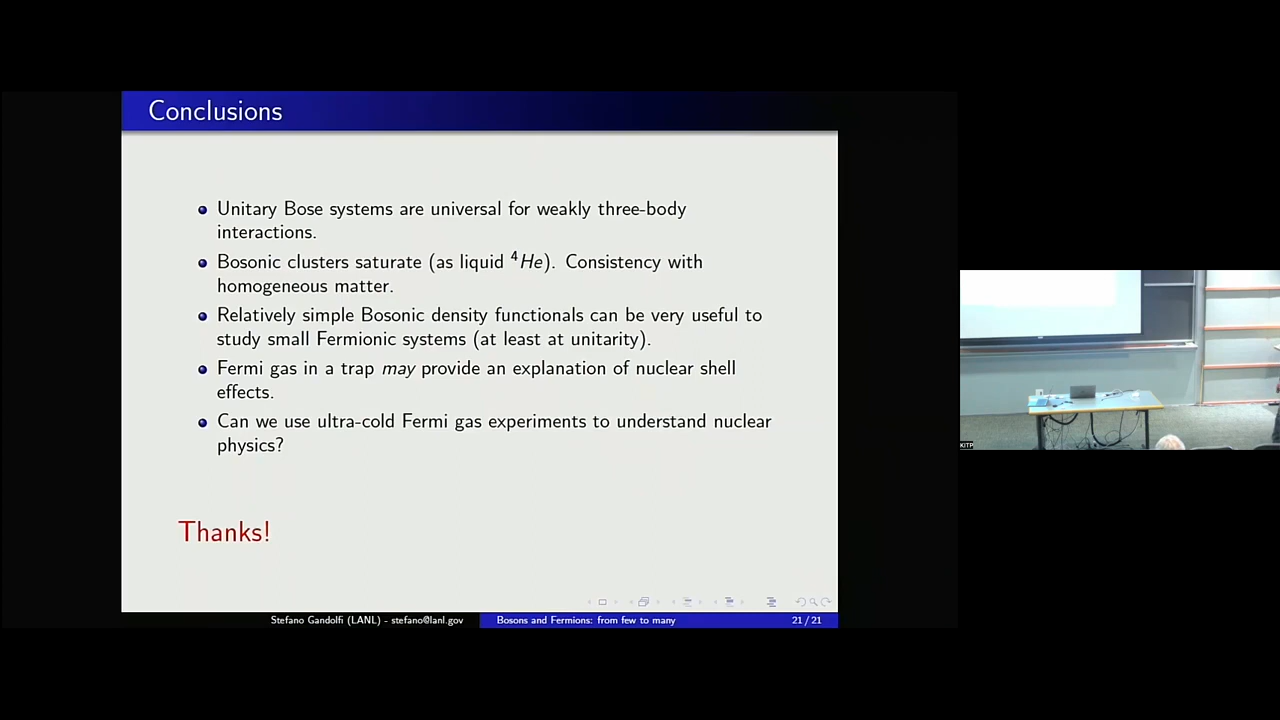 Conclusions
Unitary Bose systems are universal for weakly three-body
interactions.
Bosonic clusters saturate (as liquid ⁴He). Consistency with
homogeneous matter.
Relatively simple Bosonic density functionals can be very useful to
study small Fermionic systems (at least at unitarity).
Fermi gas in a trap may provide an explanation of nuclear shell
effects.
Can we use ultra-cold Fermi gas experiments to understand nuclear
physics?
Thanks!
Stefano Gandolfi (LANL) - stefano@lanl.gov
Bosons and Fermions: from few to many
21 / 21
KITP